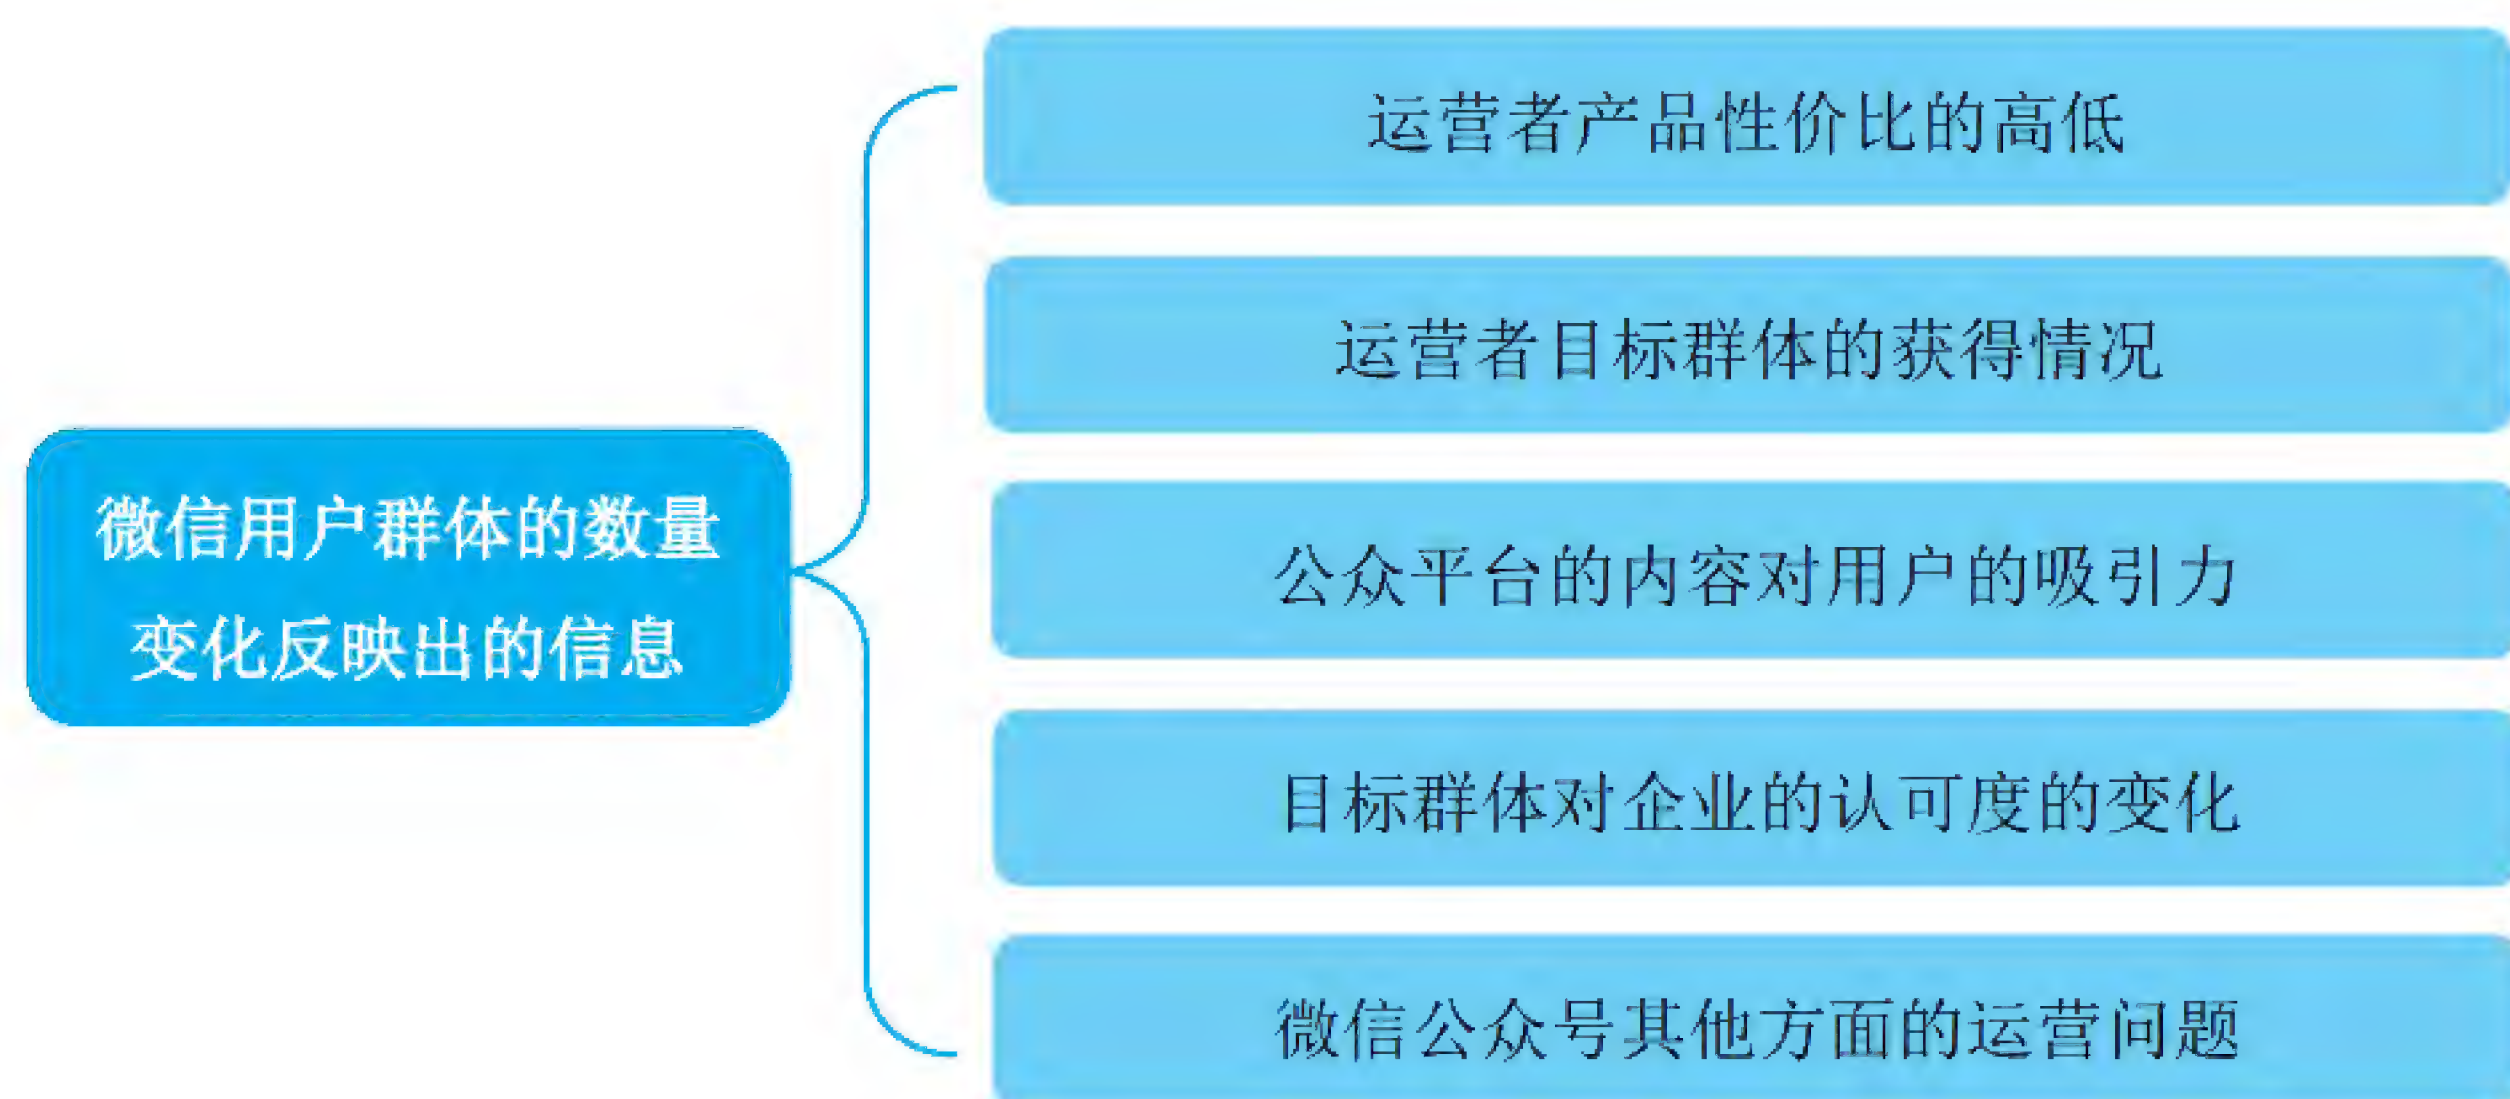 运营者产品性价比的高低
运营者目标群体的获得情况
微信用户群体的数量
变化反映出的信息
公众平台的内容对用户的吸引力
目标群体对企业的认可度的变化
微信公众号其他方面的运营问题